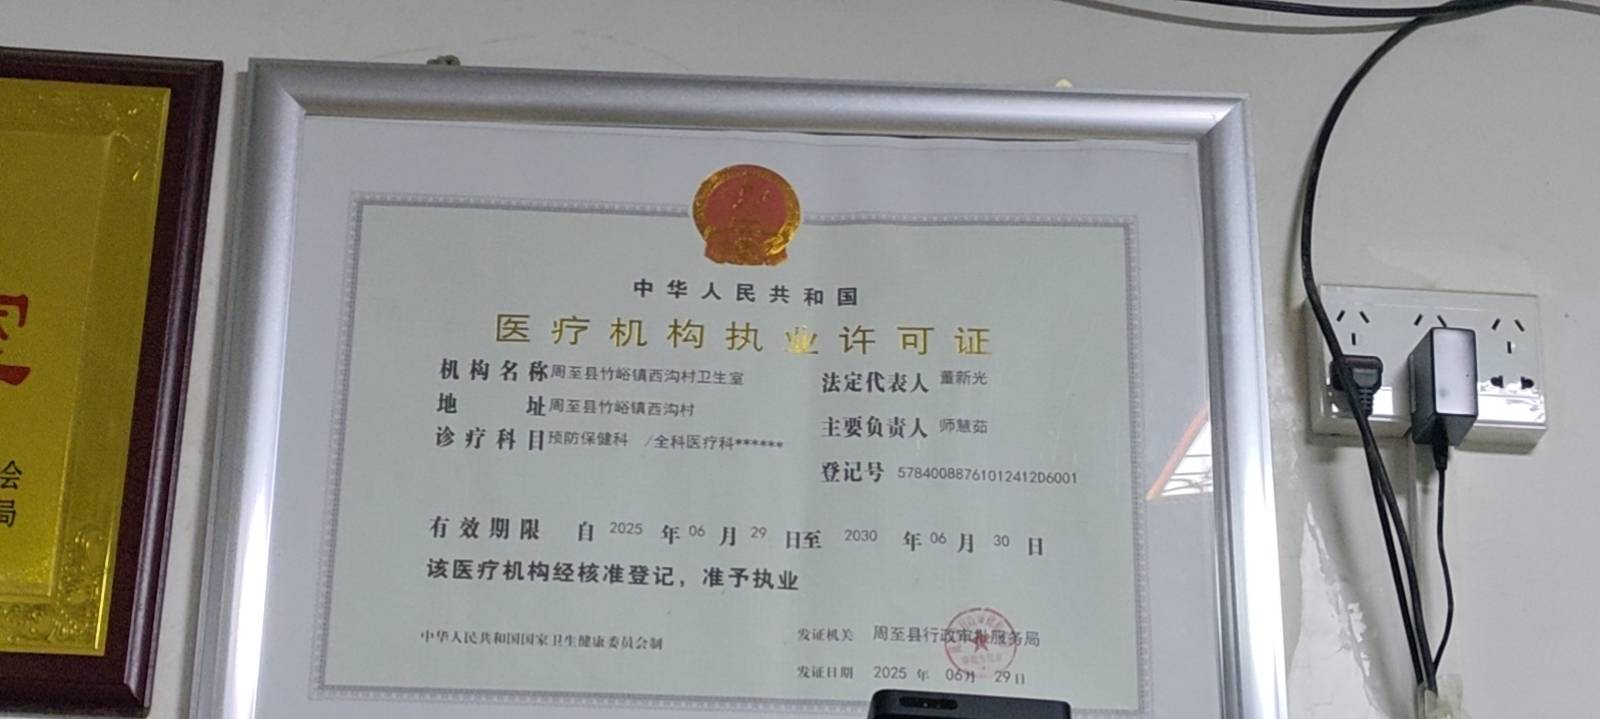 室
会
局
中华人民共和国
医疗机构执业许可证
机构名称 周至县竹峪镇西沟村卫生室
法定代表人 董新光
地 址 周至县竹峪镇西沟村
主要负责人 师慧茹
诊疗科目 预防保健科 /全科医疗科******
登记号 57840088761012412D6001
有效期限 自 2025 年 06 月 29 日至 2030 年 06 月 30 日
该医疗机构经核准登记，准予执业
中华人民共和国国家卫生健康委员会制
发证机关 周至县行政审批服务局
发证日期 2025 年 06月 29日